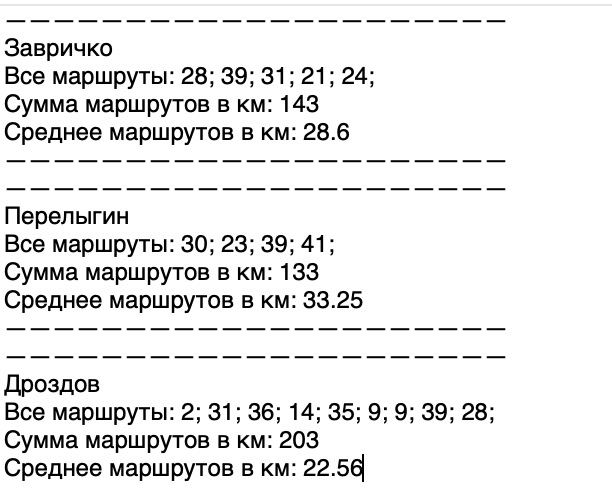 — — — — — — — — — — — — — — — — — — — — —
Завричко
Все маршруты: 28; 39; 31; 21; 24;
Сумма маршрутов в км: 143
Среднее маршрутов в км: 28.6
— — — — — — — — — — — — — — — — — — — — —
— — — — — — — — — — — — — — — — — — — — —
Перелыгин
Все маршруты: 30; 23; 39; 41;
Сумма маршрутов в км: 133
Среднее маршрутов в км: 33.25
— — — — — — — — — — — — — — — — — — — — —
— — — — — — — — — — — — — — — — — — — — —
Дроздов
Все маршруты: 2; 31; 36; 14; 35; 9; 9; 39; 28;
Сумма маршрутов в км: 203
Среднее маршрутов в км: 22.56